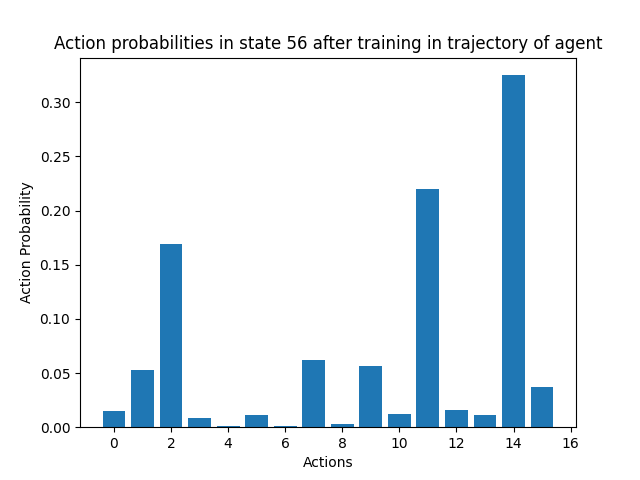 Action probabilities in state 56 after training in trajectory of agent
0.30
0.25
0.20
0.15
0.10
0.05
0.00
Action Probability
0 2 4 6 8 10 12 14 16
Actions